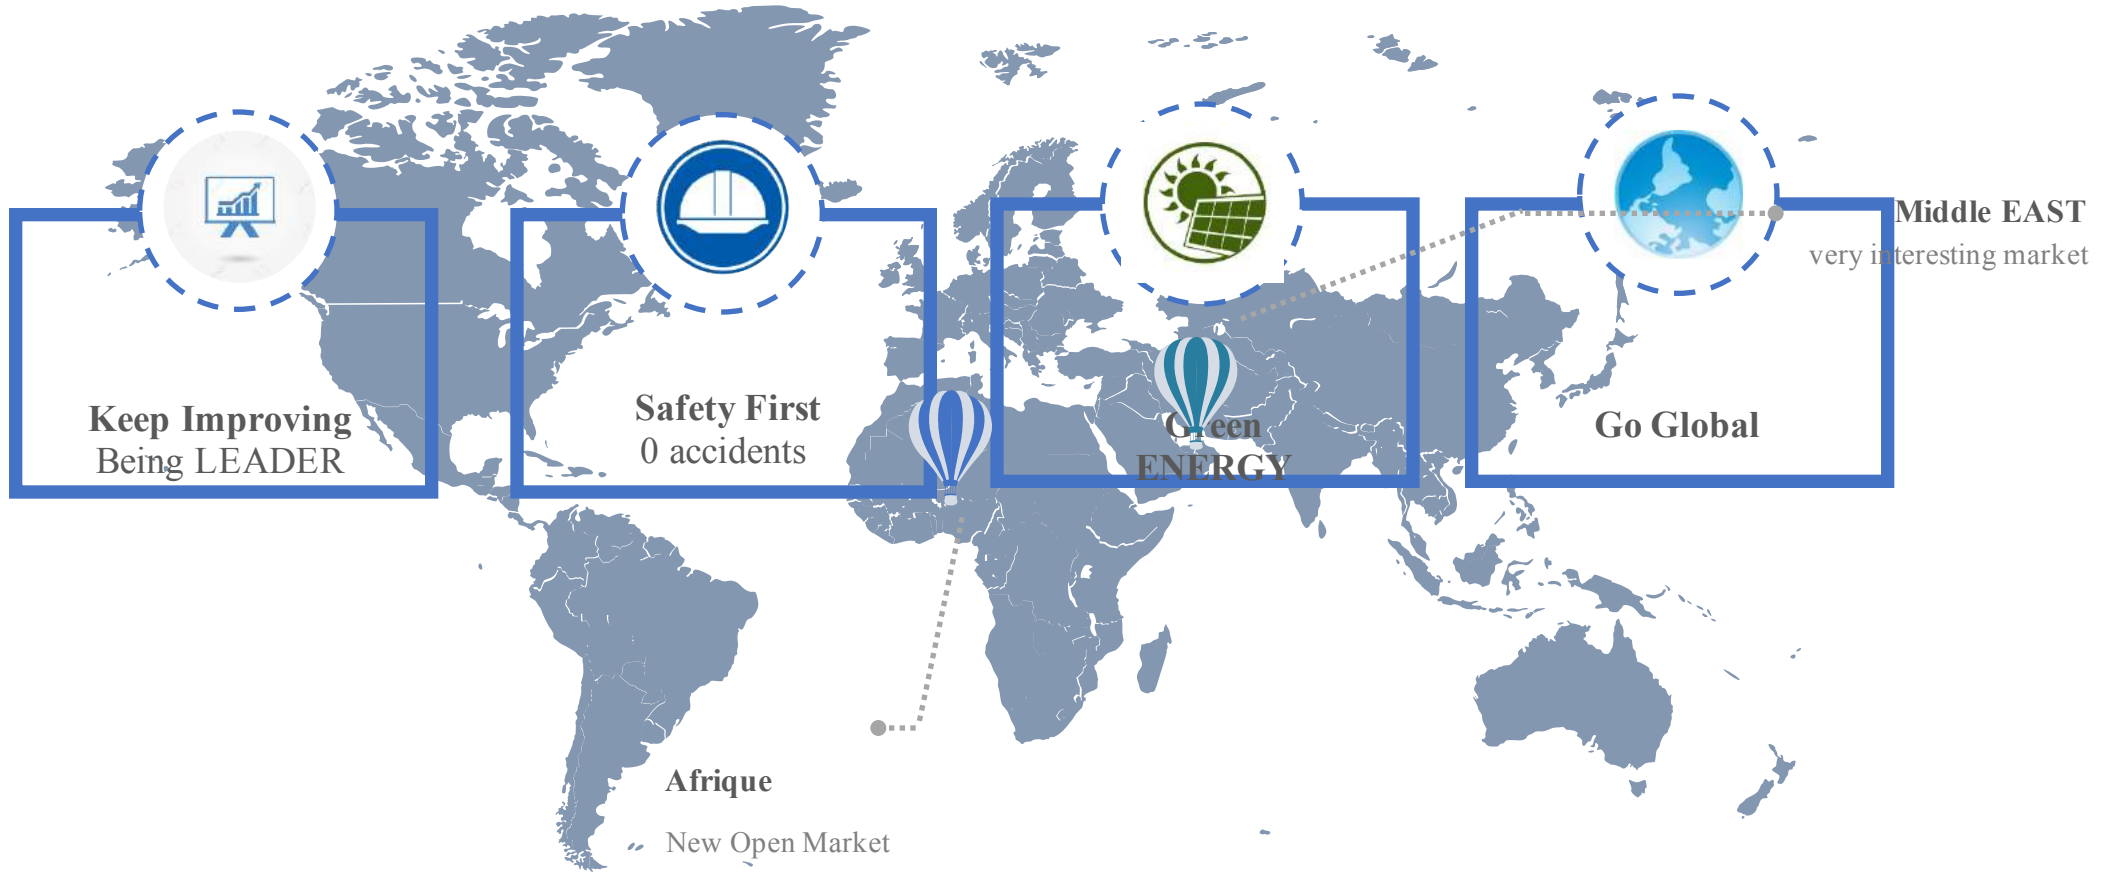 Keep Improving
Being LEADER
Safety First
0 accidents
Green
ENERGY
Go Global
Middle EAST
very interesting market
Afrique
New Open Market